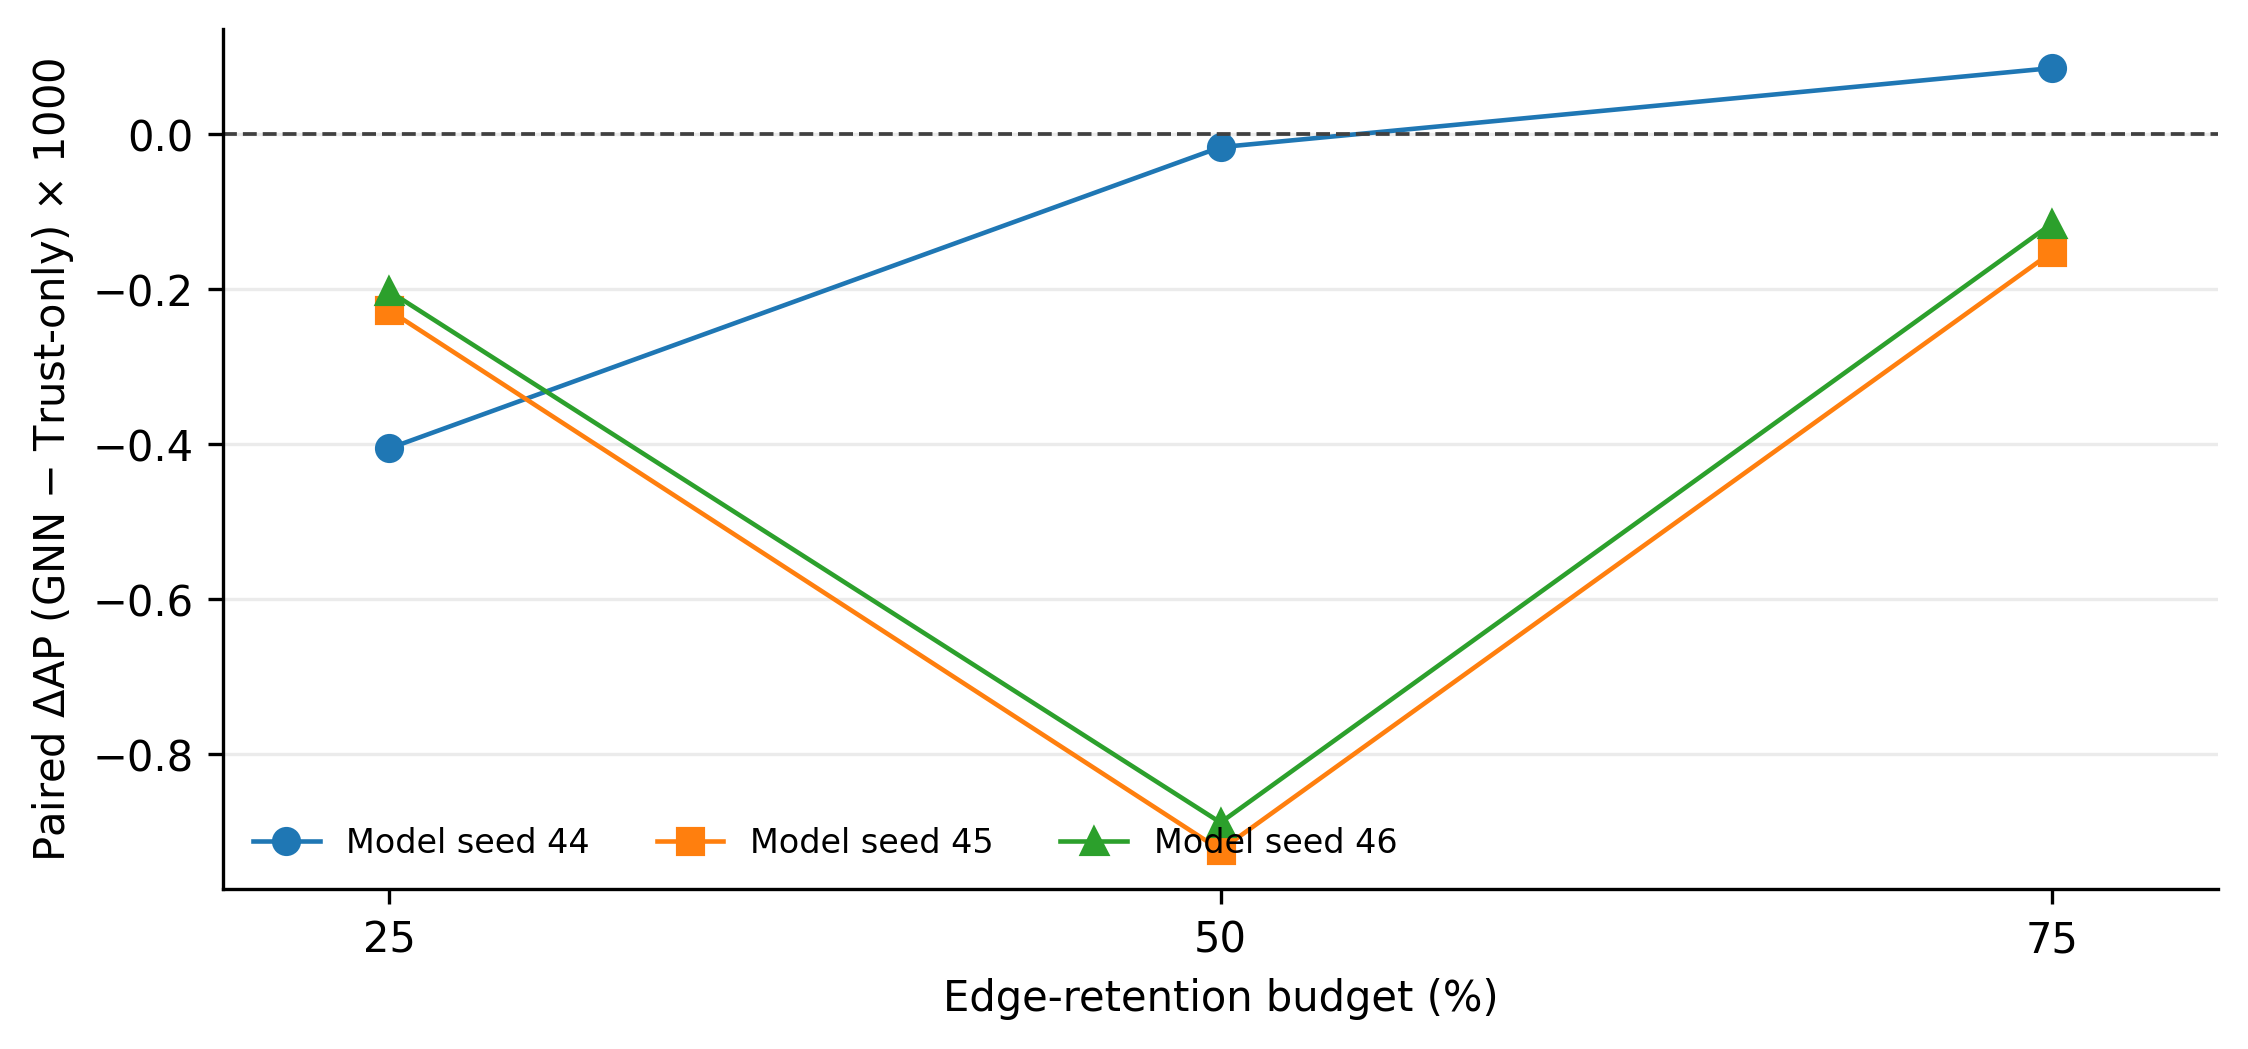 Paired ΔAP (GNN − Trust-only) × 1000
0.0
−0.2
−0.4
−0.6
−0.8
Model seed 44
Model seed 45
Model seed 46
25
50
75
Edge-retention budget (%)